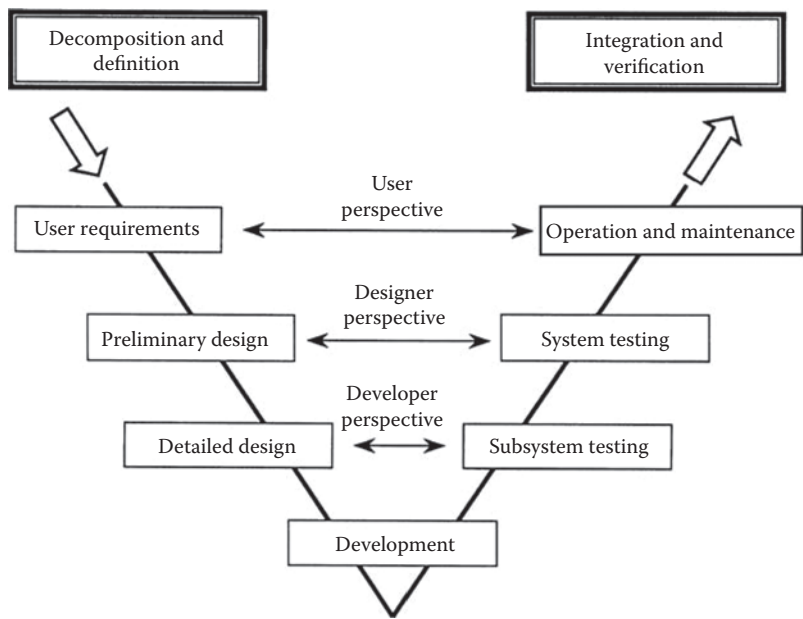 Decomposition and
definition
Integration and
verification
User
perspective
User requirements
Operation and maintenance
Designer
perspective
Preliminary design
System testing
Developer
perspective
Detailed design
Subsystem testing
Development